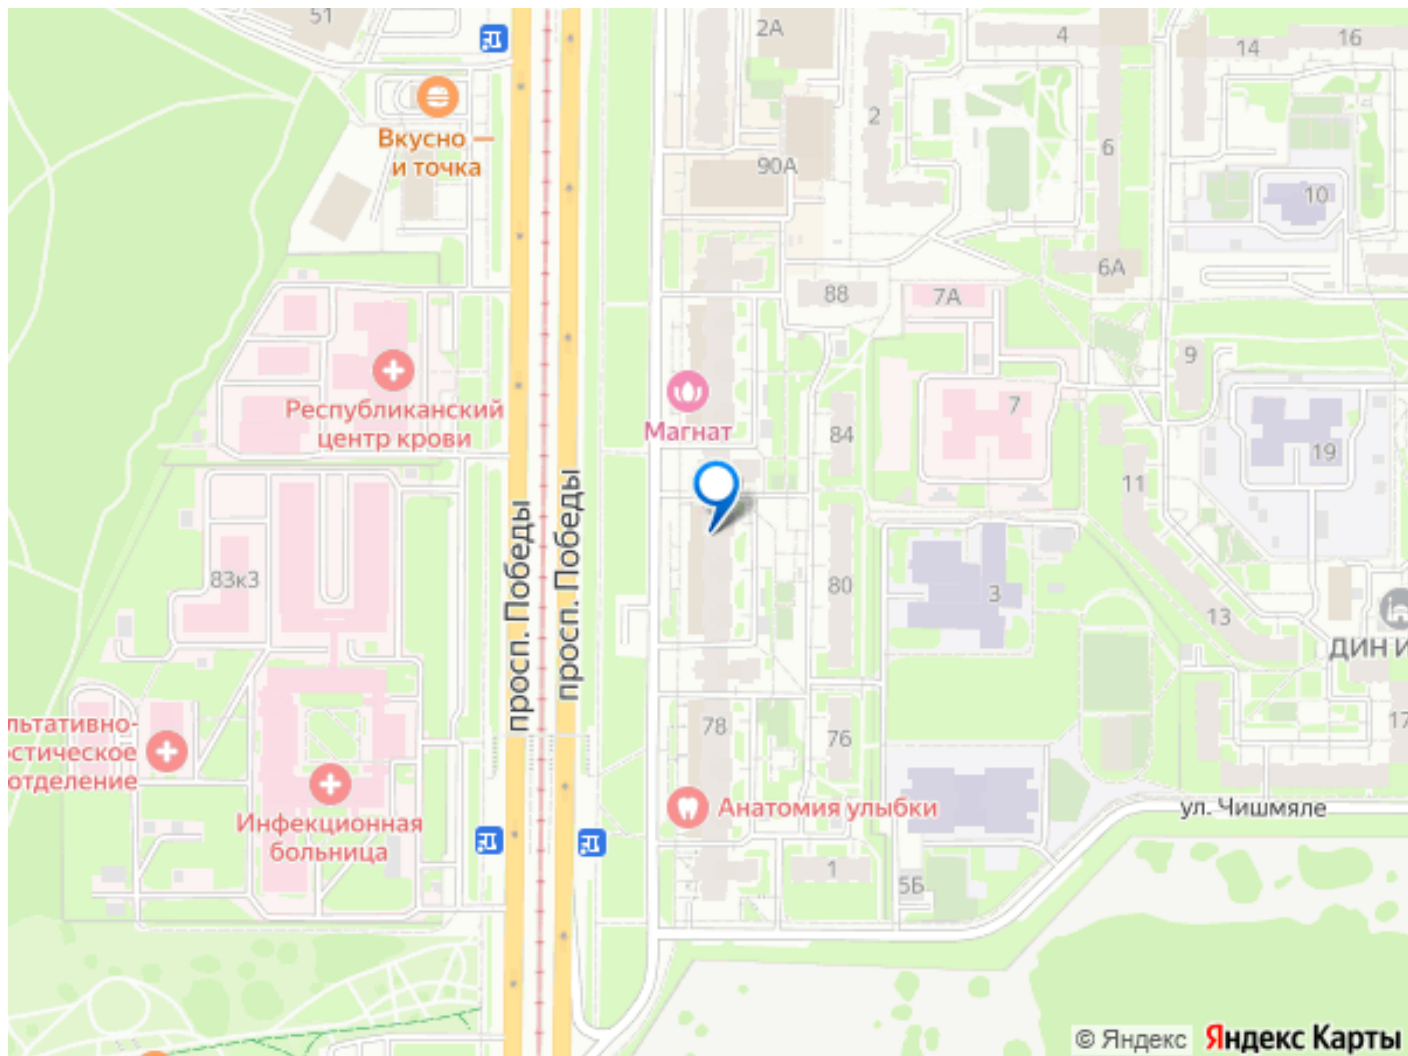 51
2А
4
14
16
Вкусно —
и точка
2
90А
6
10
6А
88
7А
9
Республиканский
центр крови
Магнат
84
7
19
11
просп. Победы
просп. Победы
83к3
80
3
13
ДИН И
льтативно-
остическое
отделение
78
76
17
Анатомия улыбки
ул. Чишмяле
Инфекционная
больница
1
5Б
© Яндекс Яндекс Карты